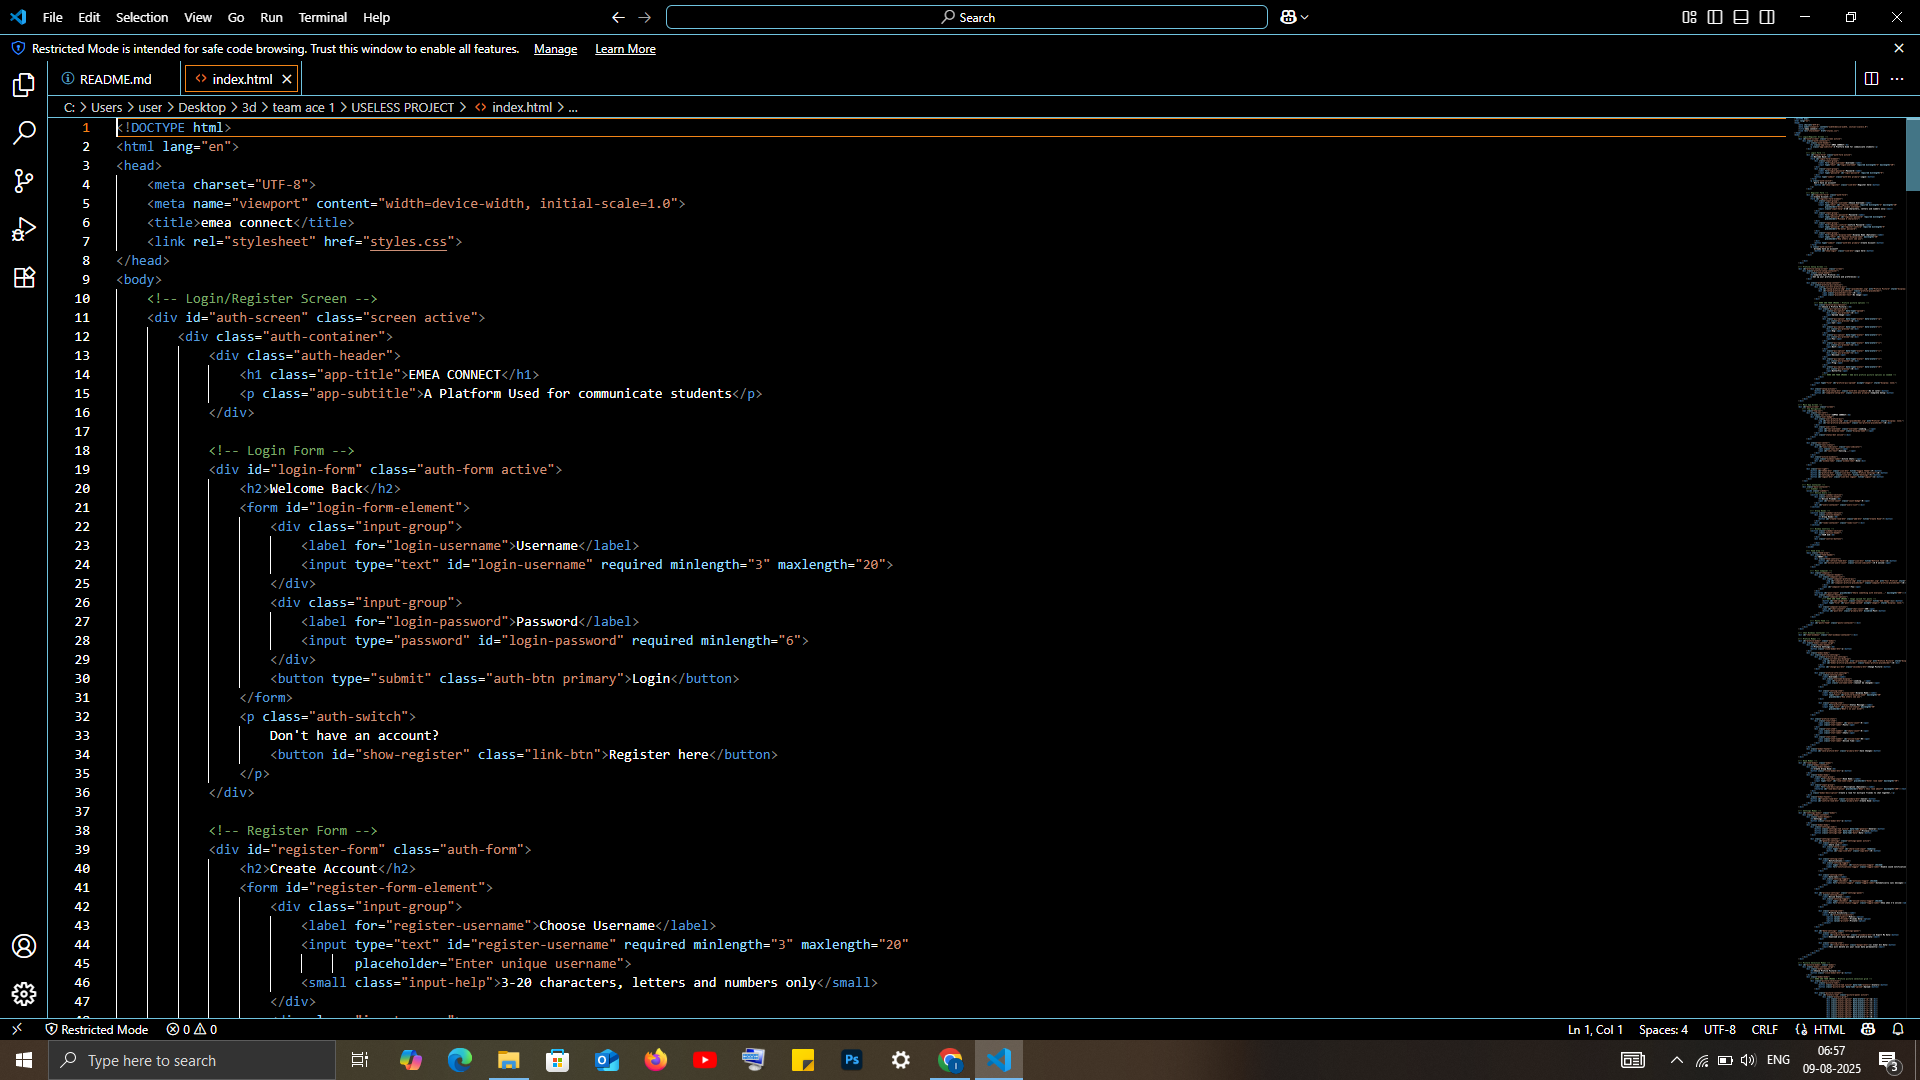 File Edit Selection View Go Run Terminal Help
Search
Restricted Mode is intended for safe code browsing. Trust this window to enable all features. Manage Learn More
README.md index.html
C: > Users > user > Desktop > 3d > team ace 1 > USELESS PROJECT > index.html > ...
1 <!DOCTYPE html>
2 <html lang="en">
3 <head>
4 <meta charset="UTF-8">
5 <meta name="viewport" content="width=device-width, initial-scale=1.0">
6 <title>emea connect</title>
7 <link rel="stylesheet" href="styles.css">
8 </head>
9 <body>
10 <!-- Login/Register Screen -->
11 <div id="auth-screen" class="screen active">
12 <div class="auth-container">
13 <div class="auth-header">
14 <h1 class="app-title">EMEA CONNECT</h1>
15 <p class="app-subtitle">A Platform Used for communicate students</p>
16 </div>
17
18 <!-- Login Form -->
19 <div id="login-form" class="auth-form active">
20 <h2>Welcome Back</h2>
21 <form id="login-form-element">
22 <div class="input-group">
23 <label for="login-username">Username</label>
24 <input type="text" id="login-username" required minlength="3" maxlength="20">
25 </div>
26 <div class="input-group">
27 <label for="login-password">Password</label>
28 <input type="password" id="login-password" required minlength="6">
29 </div>
30 <button type="submit" class="auth-btn primary">Login</button>
31 </form>
32 <p class="auth-switch">
33 Don't have an account?
34 <button id="show-register" class="link-btn">Register here</button>
35 </p>
36 </div>
37
38 <!-- Register Form -->
39 <div id="register-form" class="auth-form">
40 <h2>Create Account</h2>
41 <form id="register-form-element">
42 <div class="input-group">
43 <label for="register-username">Choose Username</label>
44 <input type="text" id="register-username" required minlength="3" maxlength="20"
45 placeholder="Enter unique username">
46 <small class="input-help">3-20 characters, letters and numbers only</small>
47 </div>
Restricted Mode 0 0 Ln 1, Col 1 Spaces: 4 UTF-8 CRLF HTML
Type here to search
Ps
ENG
06:57
09-08-2025
3